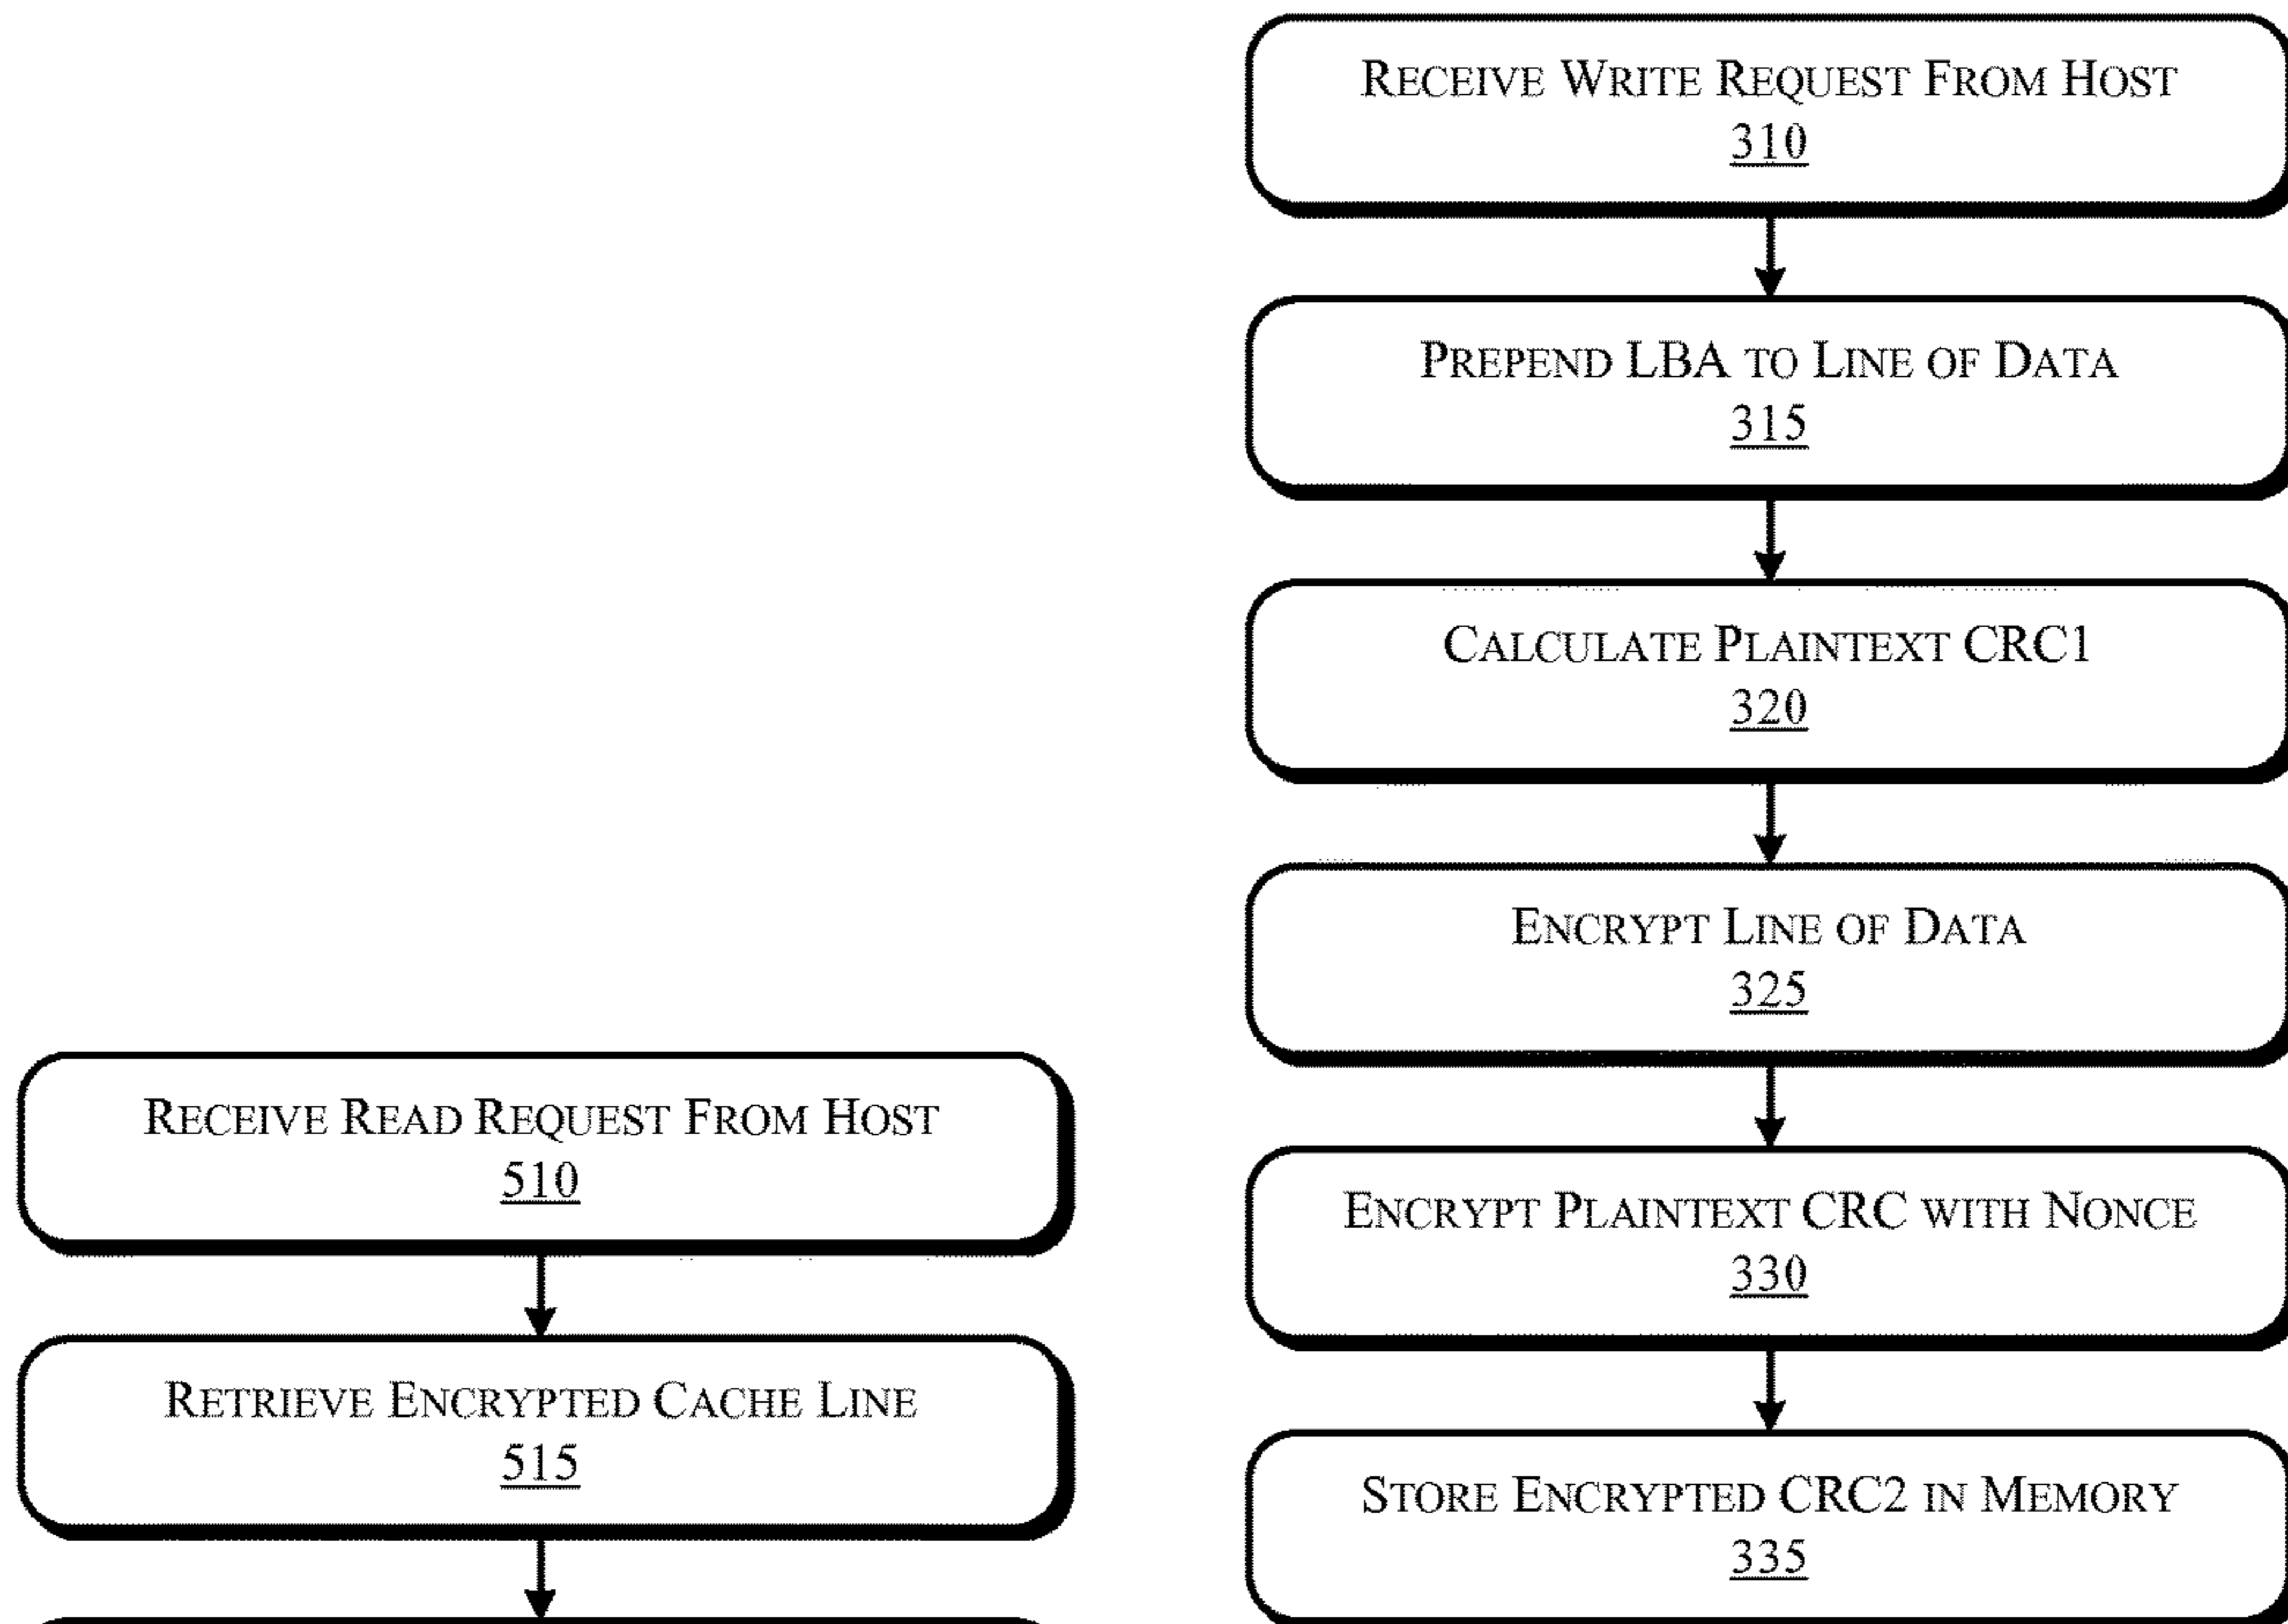 RECEIVE WRITE REQUEST FROM HOST
310
PREPEND LBA TO LINE OF DATA
315
CALCULATE PLAINTEXT CRC1
320
ENCRYPT LINE OF DATA
325
ENCRYPT PLAINTEXT CRC WITH NONCE
330
STORE ENCRYPTED CRC2 IN MEMORY
335
RECEIVE READ REQUEST FROM HOST
510
RETRIEVE ENCRYPTED CACHE LINE
515